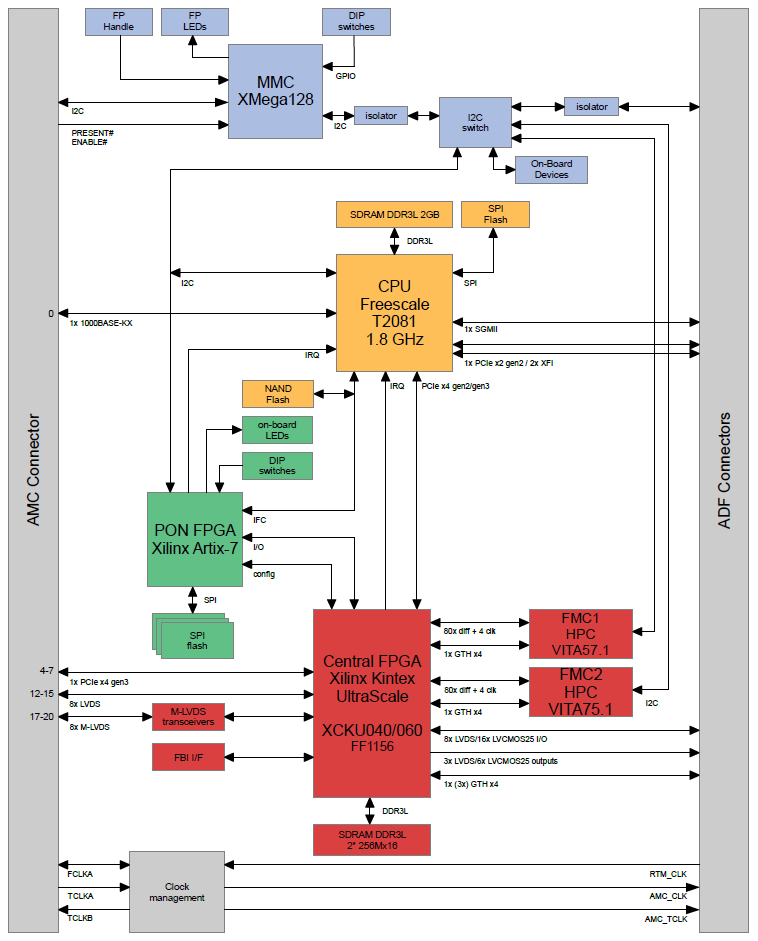 FP
Handle
FP
LEDs
DIP
switches
MMC
XMega128
GPIO
I2C
PRESENT#
ENABLE#
I2C
isolator
I2C
switch
isolator
On-Board
Devices
SDRAM DDR3L 2GB
SPI
Flash
DDR3L
I2C
CPU
Freescale
T2081
1.8 GHz
SPI
0
1x 1000BASE-KX
1x SGMII
IRQ
1x PCIe x2 gen2 / 2x XFI
NAND
Flash
IRQ
PCIe x4 gen2/gen3
on-board
LEDs
DIP
switches
AMC Connector
ADF Connectors
PON FPGA
Xilinx Artix-7
IFC
I/O
config
SPI
SPI
flash
Central FPGA
Xilinx Kintex
UltraScale
XCKU040/060
FF1156
80x diff + 4 clk
1x GTH x4
FMC1
HPC
VITA57.1
80x diff + 4 clk
1x GTH x4
FMC2
HPC
VITA75.1
I2C
4-7
1x PCIe x4 gen3
12-15
8x LVDS
17-20
8x M-LVDS
M-LVDS
transceivers
FBI I/F
8x LVDS/16x LVCMOS25 I/O
3x LVDS/6x LVCMOS25 outputs
1x (3x) GTH x4
DDR3L
SDRAM DDR3L
2* 256Mx16
FCLKA
TCLKA
TCLKB
Clock
management
RTM_CLK
AMC_CLK
AMC_TCLK